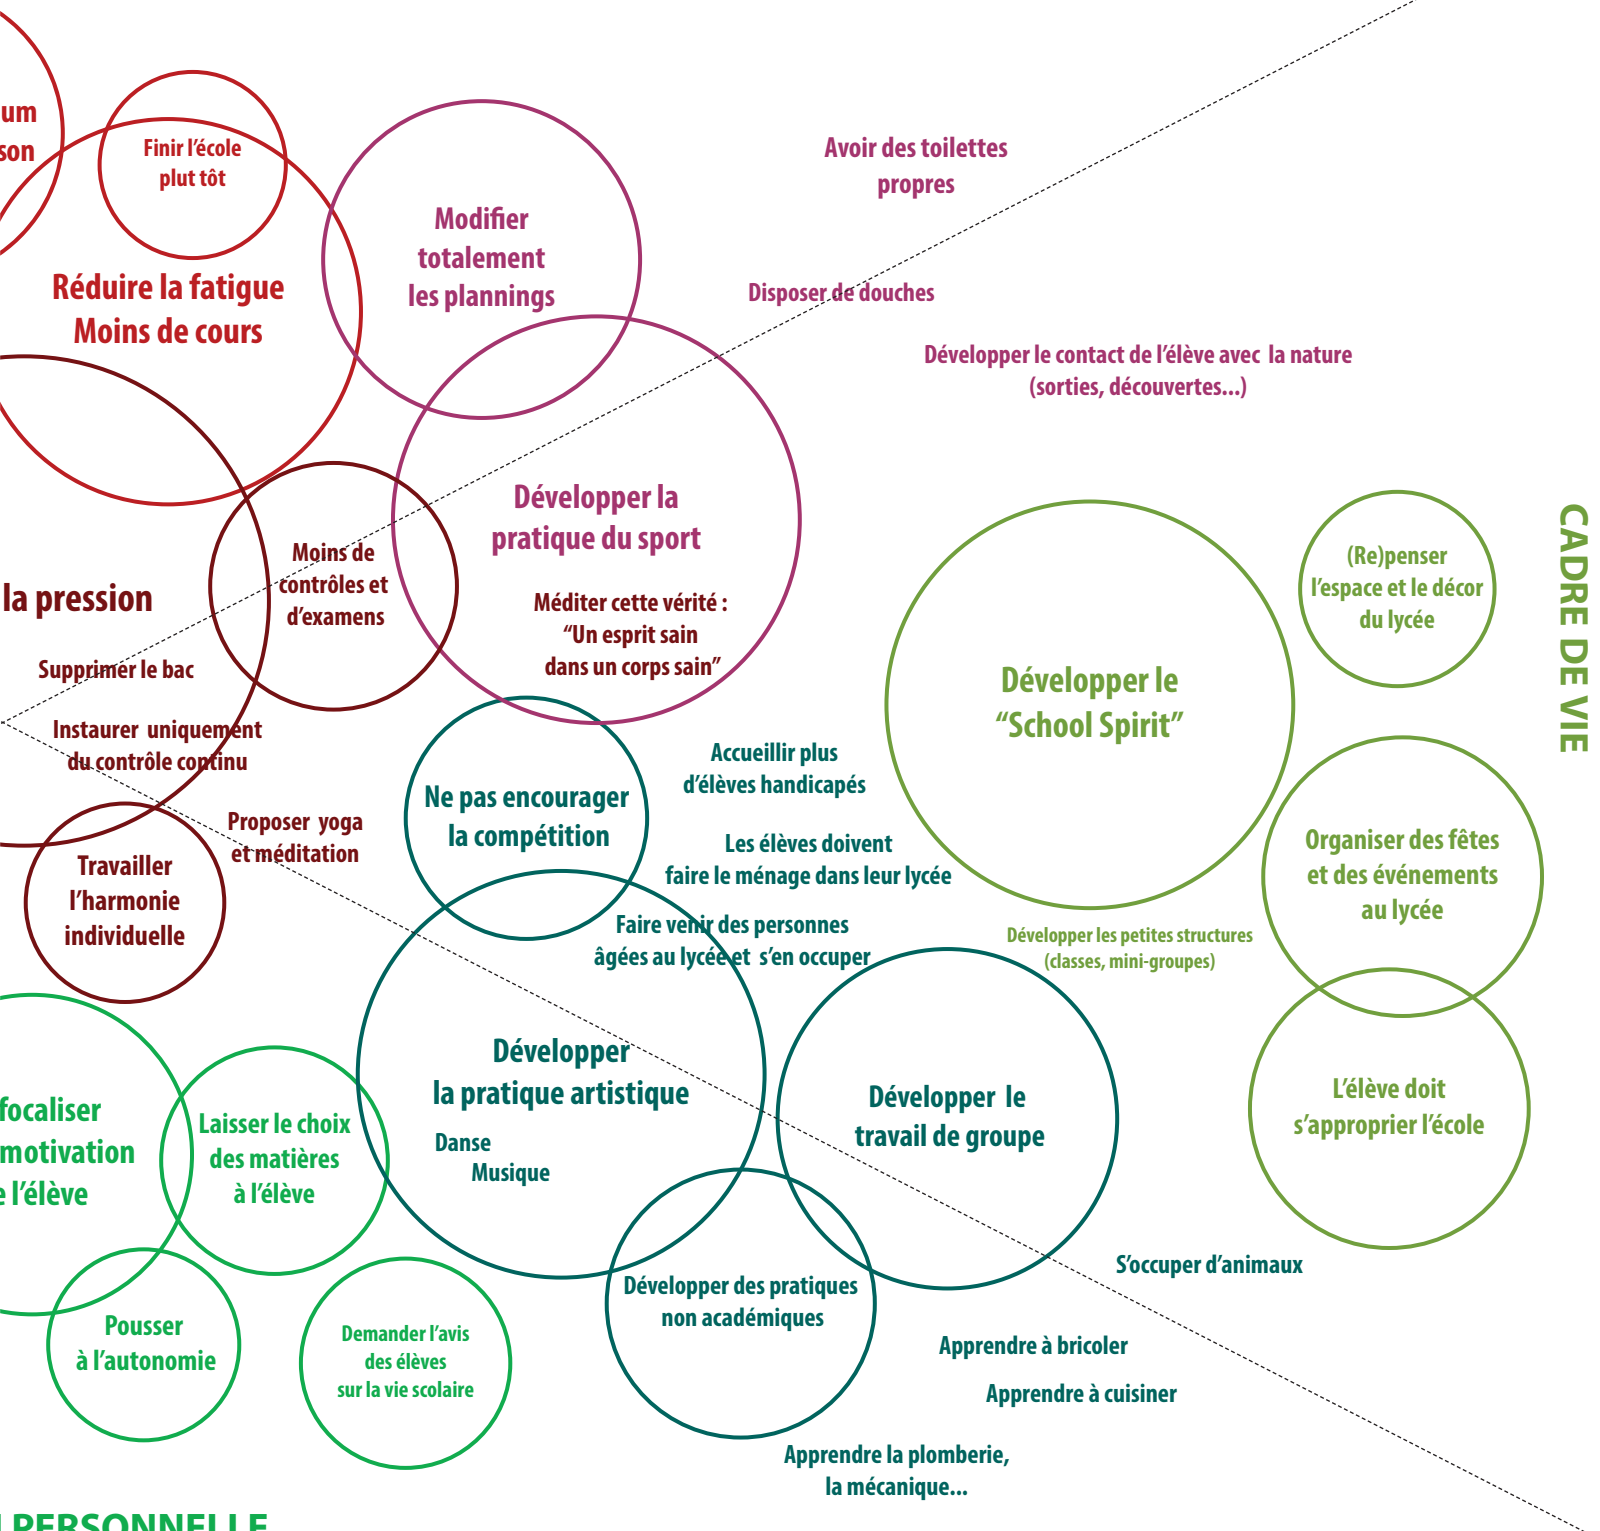 um
son
Finir l’école
plut tôt
Réduire la fatigue
Moins de cours
Modifier
totalement
les plannings
Avoir des toilettes
propres
Disposer de douches
Développer le contact de l’élève avec  la nature
(sorties, découvertes...)
Développer la
pratique du sport
Méditer cette vérité :
“Un esprit sain
dans un corps sain”
Moins de
contrôles et
d’examens
la pression
Supprimer le bac
Instaurer  uniquement
du contrôle continu
Proposer  yoga
et méditation
Travailler
l’harmonie
individuelle
Ne pas encourager
la compétition
Accueillir plus
d’élèves handicapés
Les élèves doivent
faire le ménage dans leur lycée
Faire venir des personnes
âgées au lycée et  s’en occuper
Développer le
“School Spirit”
(Re)penser
l’espace et le décor
du lycée
CADRE DE VIE
Organiser des fêtes
et des événements
au lycée
Développer les petites structures
(classes, mini-groupes)
L’élève doit
s’approprier l’école
focaliser
motivation
e l’élève
Laisser le choix
des matières
à l’élève
Développer
la pratique artistique
Danse
Musique
Développer  le
travail de groupe
Pousser
à l’autonomie
Demander l’avis
des élèves
sur la vie scolaire
Développer des pratiques
non académiques
S’occuper d’animaux
Apprendre à bricoler
Apprendre à cuisiner
Apprendre la plomberie,
la mécanique...
PERSONNELLE